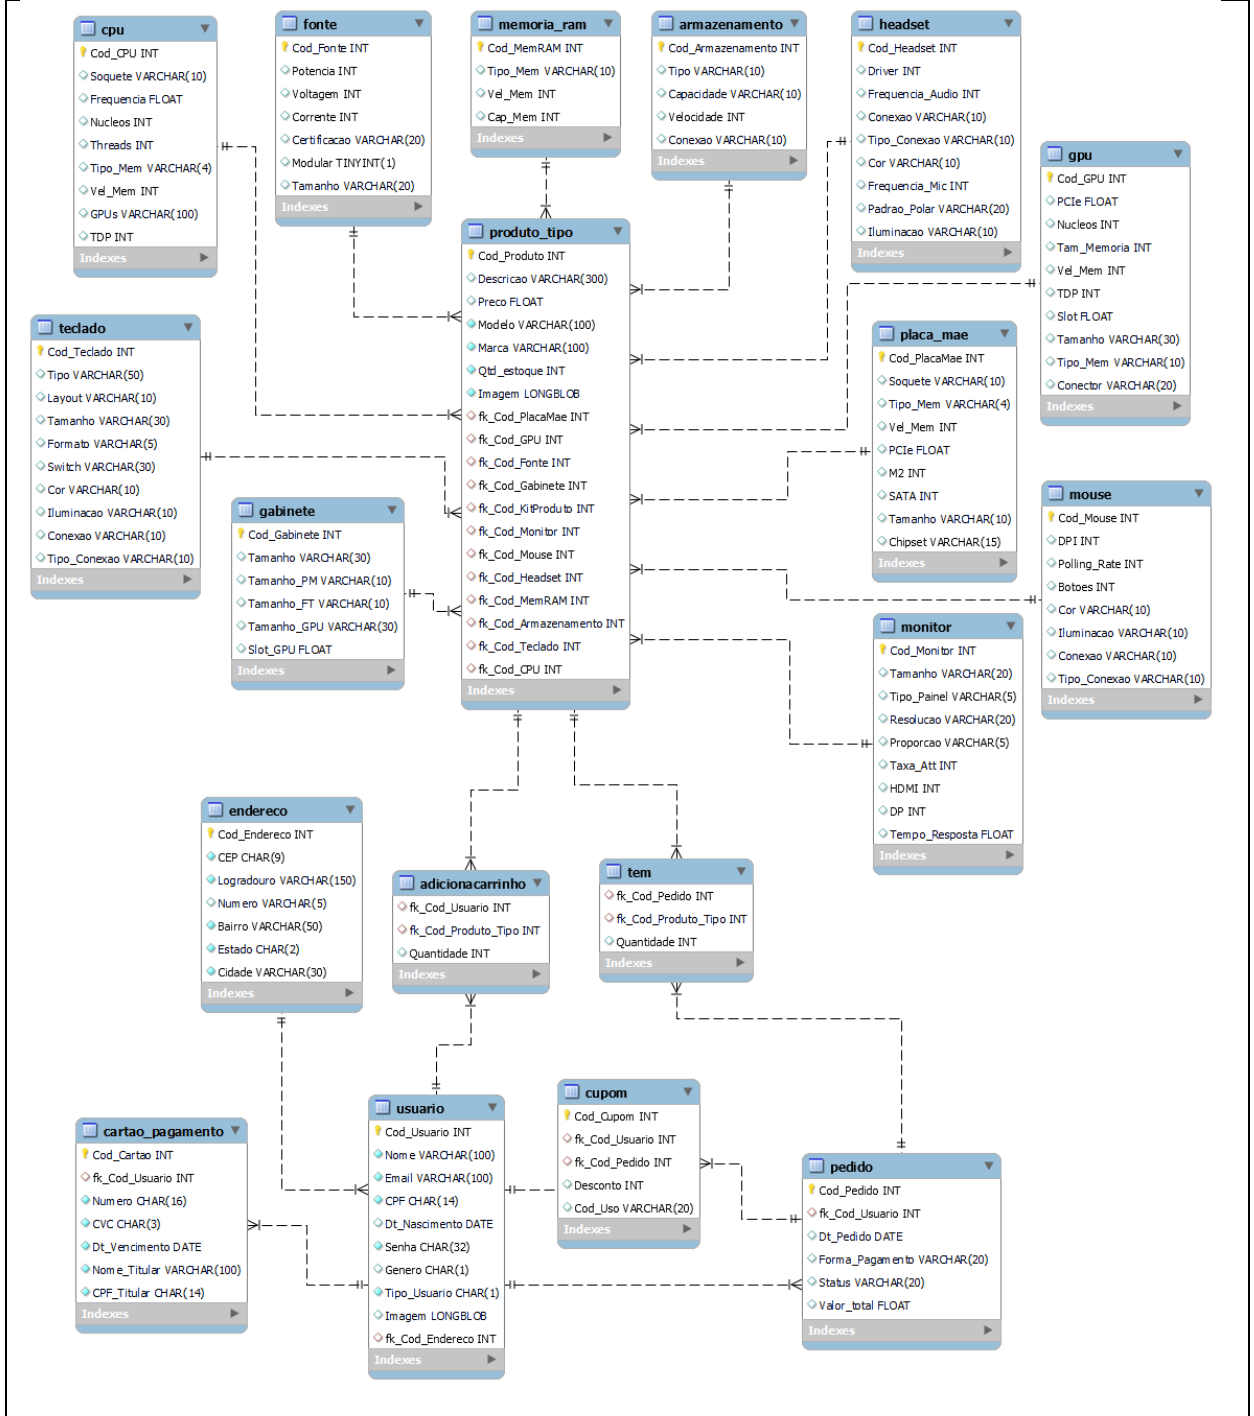 cpu
Cod_CPU INT
Soquete VARCHAR(10)
Frequencia FLOAT
Nucleos INT
Threads INT
Tipo_Mem VARCHAR(4)
Vel_Mem INT
GPUs VARCHAR(100)
TDP INT
Indexes
fonte
Cod_Fonte INT
Potencia INT
Voltagem INT
Corrente INT
Certificacao VARCHAR(20)
Modular TINYINT(1)
Tamanho VARCHAR(20)
Indexes
memoria_ram
Cod_MemRAM INT
Tipo_Mem VARCHAR(10)
Vel_Mem INT
Cap_Mem INT
Indexes
armazenamento
Cod_Armazenamento INT
Tipo VARCHAR(10)
Capacidade VARCHAR(10)
Velocidade INT
Conexao VARCHAR(10)
Indexes
headset
Cod_Headset INT
Driver INT
Frequencia_Audio INT
Conexao VARCHAR(10)
Tipo_Conexao VARCHAR(10)
Cor VARCHAR(10)
Frequencia_Mic INT
Padrao_Polar VARCHAR(20)
Iluminacao VARCHAR(10)
Indexes
gpu
Cod_GPU INT
PCIe FLOAT
Nucleos INT
Tam_Memoria INT
Vel_Mem INT
TDP INT
Slot FLOAT
Tamanho VARCHAR(30)
Tipo_Mem VARCHAR(10)
Conector VARCHAR(20)
Indexes
produto_tipo
Cod_Produto INT
Descricao VARCHAR(300)
Preco FLOAT
Modelo VARCHAR(100)
Marca VARCHAR(100)
Qtd_estoque INT
Imagem LONGBLOB
fk_Cod_PlacaMae INT
fk_Cod_GPU INT
fk_Cod_Fonte INT
fk_Cod_Gabinete INT
fk_Cod_KitProduto INT
fk_Cod_Monitor INT
fk_Cod_Mouse INT
fk_Cod_Headset INT
fk_Cod_MemRAM INT
fk_Cod_Armazenamento INT
fk_Cod_Teclado INT
fk_Cod_CPU INT
Indexes
teclado
Cod_Teclado INT
Tipo VARCHAR(50)
Layout VARCHAR(10)
Tamanho VARCHAR(30)
Formato VARCHAR(5)
Switch VARCHAR(30)
Cor VARCHAR(10)
Iluminacao VARCHAR(10)
Conexao VARCHAR(10)
Tipo_Conexao VARCHAR(10)
Indexes
placa_mae
Cod_PlacaMae INT
Soquete VARCHAR(10)
Tipo_Mem VARCHAR(4)
Vel_Mem INT
PCIe FLOAT
M2 INT
SATA INT
Tamanho VARCHAR(10)
Chipset VARCHAR(15)
Indexes
gabinete
Cod_Gabinete INT
Tamanho VARCHAR(30)
Tamanho_PM VARCHAR(10)
Tamanho_FT VARCHAR(10)
Tamanho_GPU VARCHAR(30)
Slot_GPU FLOAT
Indexes
mouse
Cod_Mouse INT
DPI INT
Polling_Rate INT
Botoes INT
Cor VARCHAR(10)
Iluminacao VARCHAR(10)
Conexao VARCHAR(10)
Tipo_Conexao VARCHAR(10)
Indexes
monitor
Cod_Monitor INT
Tamanho VARCHAR(20)
Tipo_Painel VARCHAR(5)
Resolucao VARCHAR(20)
Proporcao VARCHAR(5)
Taxa_Att INT
HDMI INT
DP INT
Tempo_Resposta FLOAT
Indexes
endereco
Cod_Endereco INT
CEP CHAR(9)
Logradouro VARCHAR(150)
Numero VARCHAR(5)
Bairro VARCHAR(50)
Estado CHAR(2)
Cidade VARCHAR(30)
Indexes
adicionacarrinho
fk_Cod_Usuario INT
fk_Cod_Produto_Tipo INT
Quantidade INT
Indexes
tem
fk_Cod_Pedido INT
fk_Cod_Produto_Tipo INT
Quantidade INT
Indexes
cartao_pagamento
Cod_Cartao INT
fk_Cod_Usuario INT
Numero CHAR(16)
CVC CHAR(3)
Dt_Vencimento DATE
Nome_Titular VARCHAR(100)
CPF_Titular CHAR(14)
Indexes
usuario
Cod_Usuario INT
Nome VARCHAR(100)
Email VARCHAR(100)
CPF CHAR(14)
Dt_Nascimento DATE
Senha CHAR(32)
Genero CHAR(1)
Tipo_Usuario CHAR(1)
Imagem LONGBLOB
fk_Cod_Endereco INT
Indexes
cupom
Cod_Cupom INT
fk_Cod_Usuario INT
fk_Cod_Pedido INT
Desconto INT
Cod_Uso VARCHAR(20)
Indexes
pedido
Cod_Pedido INT
fk_Cod_Usuario INT
Dt_Pedido DATE
Forma_Pagamento VARCHAR(20)
Status VARCHAR(20)
Valor_total FLOAT
Indexes